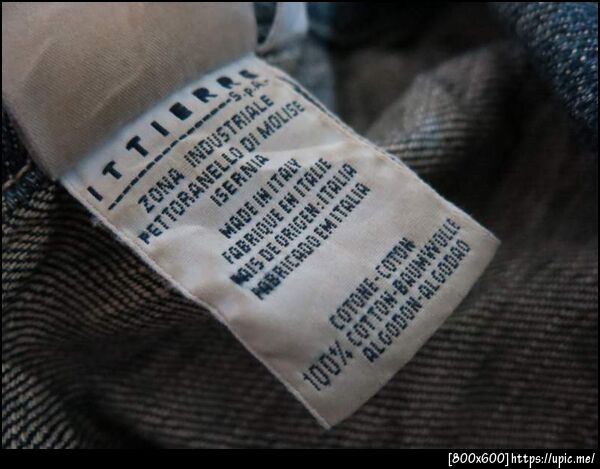 ITTIERRE
S.P.A.
ZONA INDUSTRIALE
PETTORANELLO DI MOLISE
ISERNIA
MADE IN ITALY
FABRIQUE EN ITALIE
PAIS DE ORIGEN: ITALIA
FABRICADO EM ITALIA
COTONE-COTON
100% COTTON-BAUMWOLLE
ALGODON-ALGODAO
[800x600]https://upic.me/